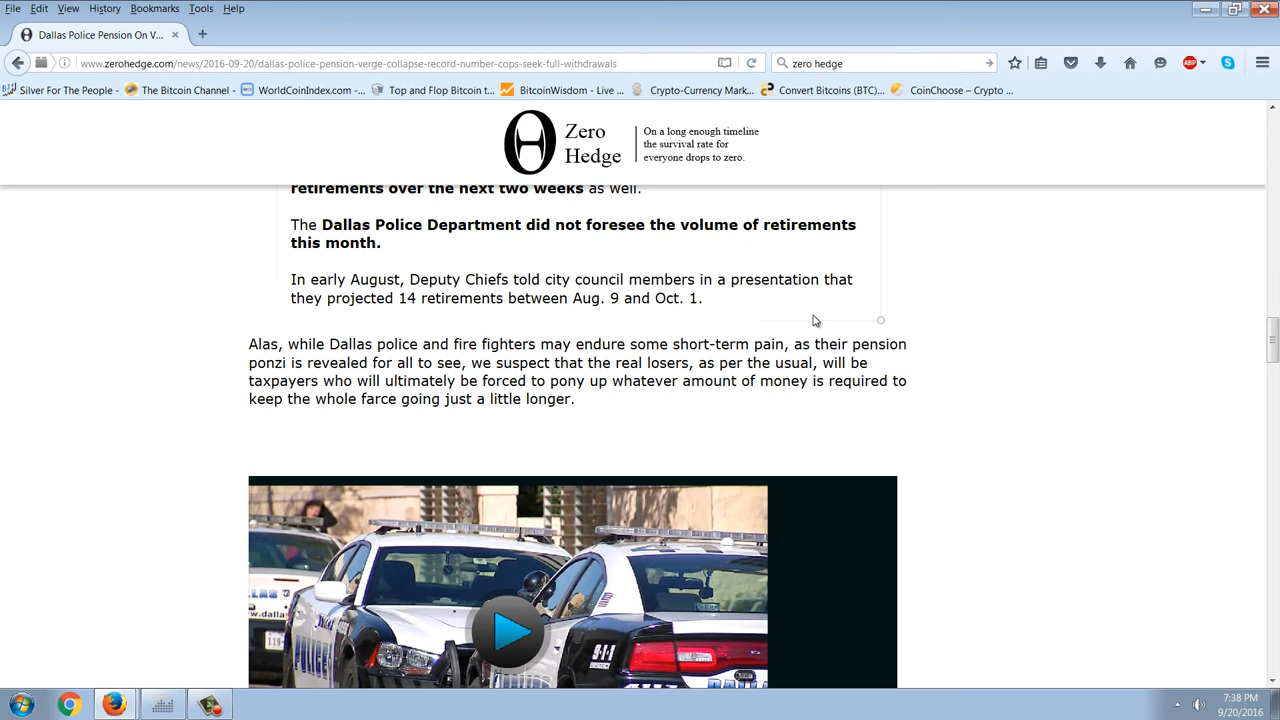 File Edit View History Bookmarks Tools Help
Dallas Police Pension On V...
www.zerohedge.com/news/2016-09-20/dallas-police-pension-verge-collapse-record-number-cops-seek-full-withdrawals
zero hedge
ABP
Silver For The People - The Bitcoin Channel - WorldCoinIndex.com -... Top and Flop Bitcoin t... BitcoinWisdom - Live ... Crypto-Currency Mark... Convert Bitcoins (BTC)... CoinChoose – Crypto ...
Zero
Hedge
On a long enough timeline
the survival rate for
everyone drops to zero.
retirements over the next two weeks as well.
The Dallas Police Department did not foresee the volume of retirements
this month.
In early August, Deputy Chiefs told city council members in a presentation that
they projected 14 retirements between Aug. 9 and Oct. 1.
Alas, while Dallas police and fire fighters may endure some short-term pain, as their pension
ponzi is revealed for all to see, we suspect that the real losers, as per the usual, will be
taxpayers who will ultimately be forced to pony up whatever amount of money is required to
keep the whole farce going just a little longer.
9-1-1
POLICE
7:38 PM
9/20/2016